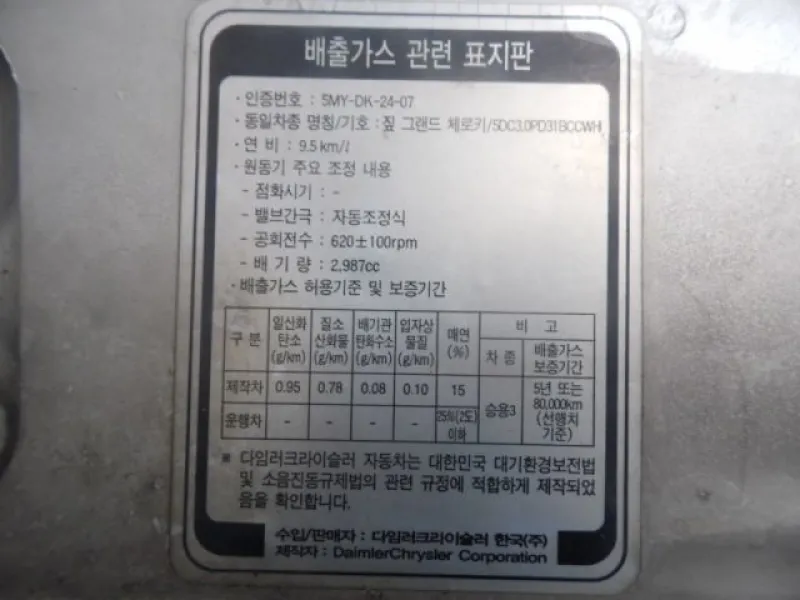 배출가스 관련 표지판
· 인증번호 : 5MY-DK-24-07
· 동일차종 명칭/기호 : 짚 그랜드 체로키/5DC3.0PD31BCCWH
· 연 비 : 9.5 km/l
· 원동기 주요 조정 내용
- 점화시기 : -
- 밸브간극 : 자동조정식
- 공회전수 : 620±100rpm
- 배 기 량 : 2,987cc
· 배출가스 허용기준 및 보증기간
구 분 일산화탄소 (g/km) 질소산화물 (g/km) 배기관탄화수소 (g/km) 입자상물질 (g/km) 매연 (%) 비 고
차 종 배출가스 보증기간
제작차 0.95 0.78 0.08 0.10 15 승용3 5년 또는 80,000km (선행치 기준)
운행차 - - - - 25%(2도) 이하
※ 다임러크라이슬러 자동차는 대한민국 대기환경보전법
및 소음진동규제법의 관련 규정에 적합하게 제작되었
음을 확인합니다.
수입/판매자 : 다임러크라이슬러 한국(주)
제작자 : DaimlerChrysler Corporation